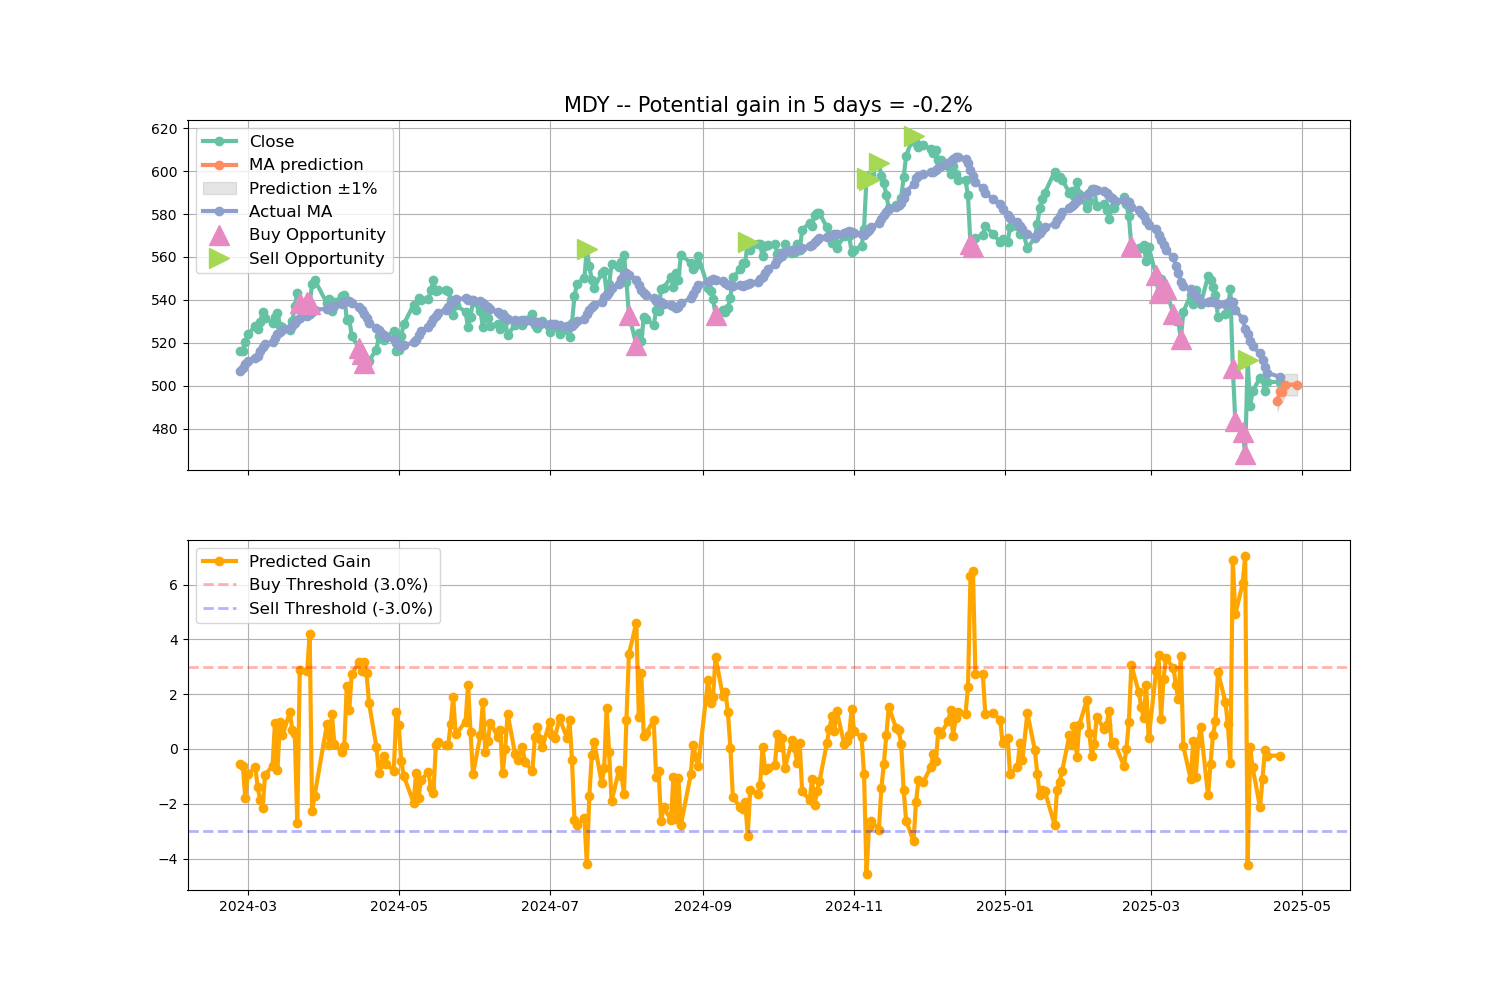 MDY -- Potential gain in 5 days = -0.2%
620
600
580
560
540
520
500
480
Close
MA prediction
Prediction ±1%
Actual MA
Buy Opportunity
Sell Opportunity
6
4
2
0
−2
−4
Predicted Gain
Buy Threshold (3.0%)
Sell Threshold (-3.0%)
2024-03 2024-05 2024-07 2024-09 2024-11 2025-01 2025-03 2025-05